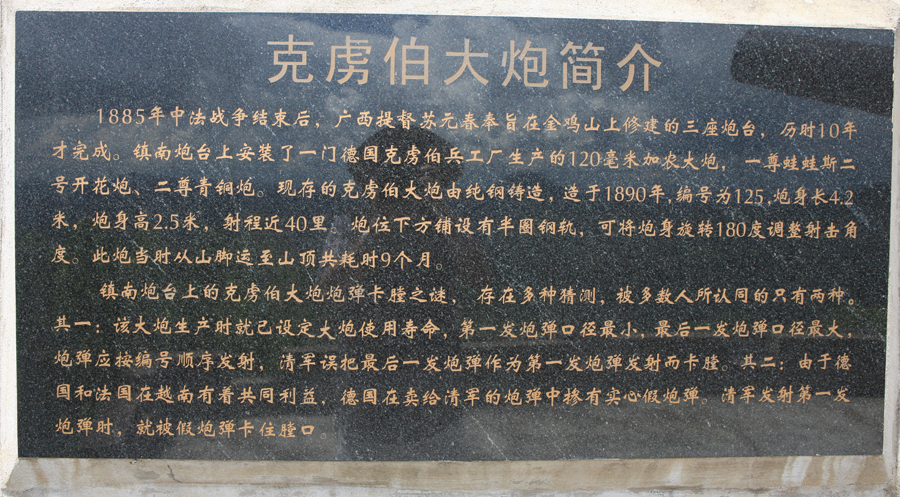 克虏伯大炮简介
1885年中法战争结束后，广西提督苏元春奉旨在金鸡山上修建的三座炮台，历时10年
才完成。镇南炮台上安装了一门德国克虏伯兵工厂生产的120毫米加农大炮，一尊蛙蛙斯二
号开花炮、二尊青铜炮。现存的克虏伯大炮由纯钢铸造，造于1890年，编号为125，炮身长4.2
米，炮身高2.5米，射程近40里。炮位下方铺设有半圈钢轨，可将炮身旋转180度调整射击角
度。此炮当时从山脚运至山顶共耗时9个月。
镇南炮台上的克虏伯大炮炮弹卡膛之谜，存在多种猜测，被多数人所认同的只有两种。
其一：该大炮生产时就已设定大炮使用寿命，第一发炮弹口径最小，最后一发炮弹口径最大，
炮弹应按编号顺序发射，清军误把最后一发炮弹作为第一发炮弹发射而卡膛。其二：由于德
国和法国在越南有着共同利益，德国在卖给清军的炮弹中掺有实心假炮弹。清军发射第一发
炮弹时，就被假炮弹卡住膛口。